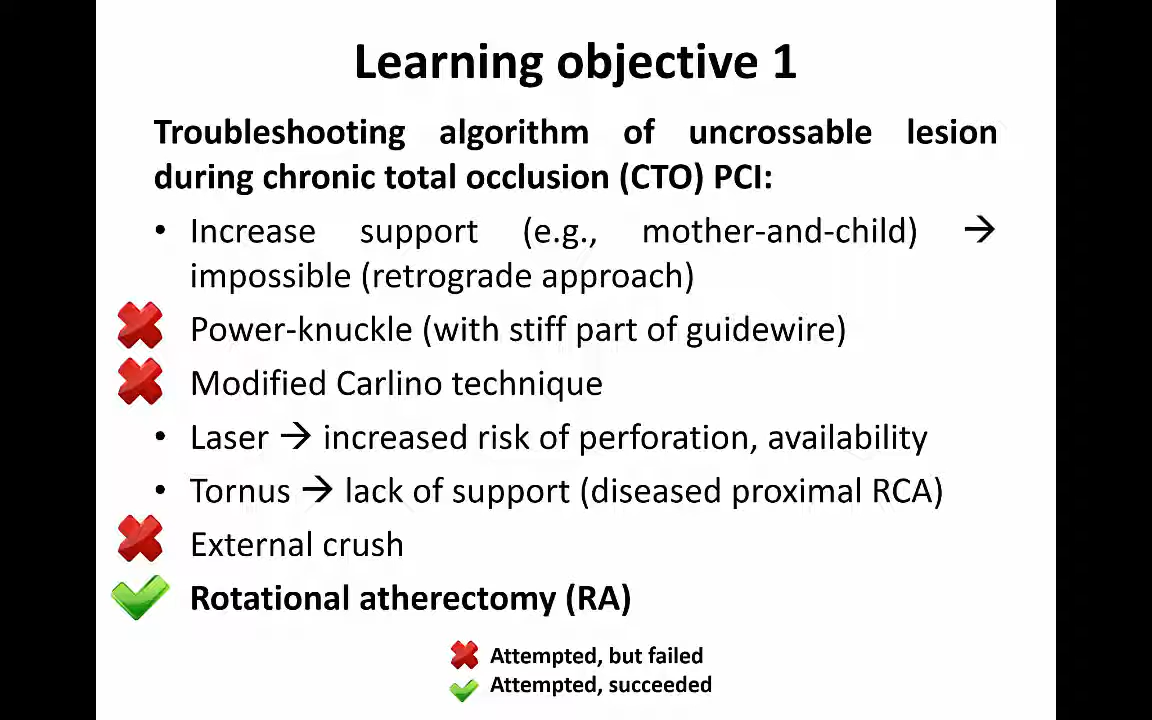 Learning objective 1
Troubleshooting algorithm of uncrossable lesion
during chronic total occlusion (CTO) PCI:
• Increase support (e.g., mother-and-child) →
impossible (retrograde approach)
Power-knuckle (with stiff part of guidewire)
Modified Carlino technique
• Laser → increased risk of perforation, availability
• Tornus → lack of support (diseased proximal RCA)
External crush
Rotational atherectomy (RA)
Attempted, but failed
Attempted, succeeded